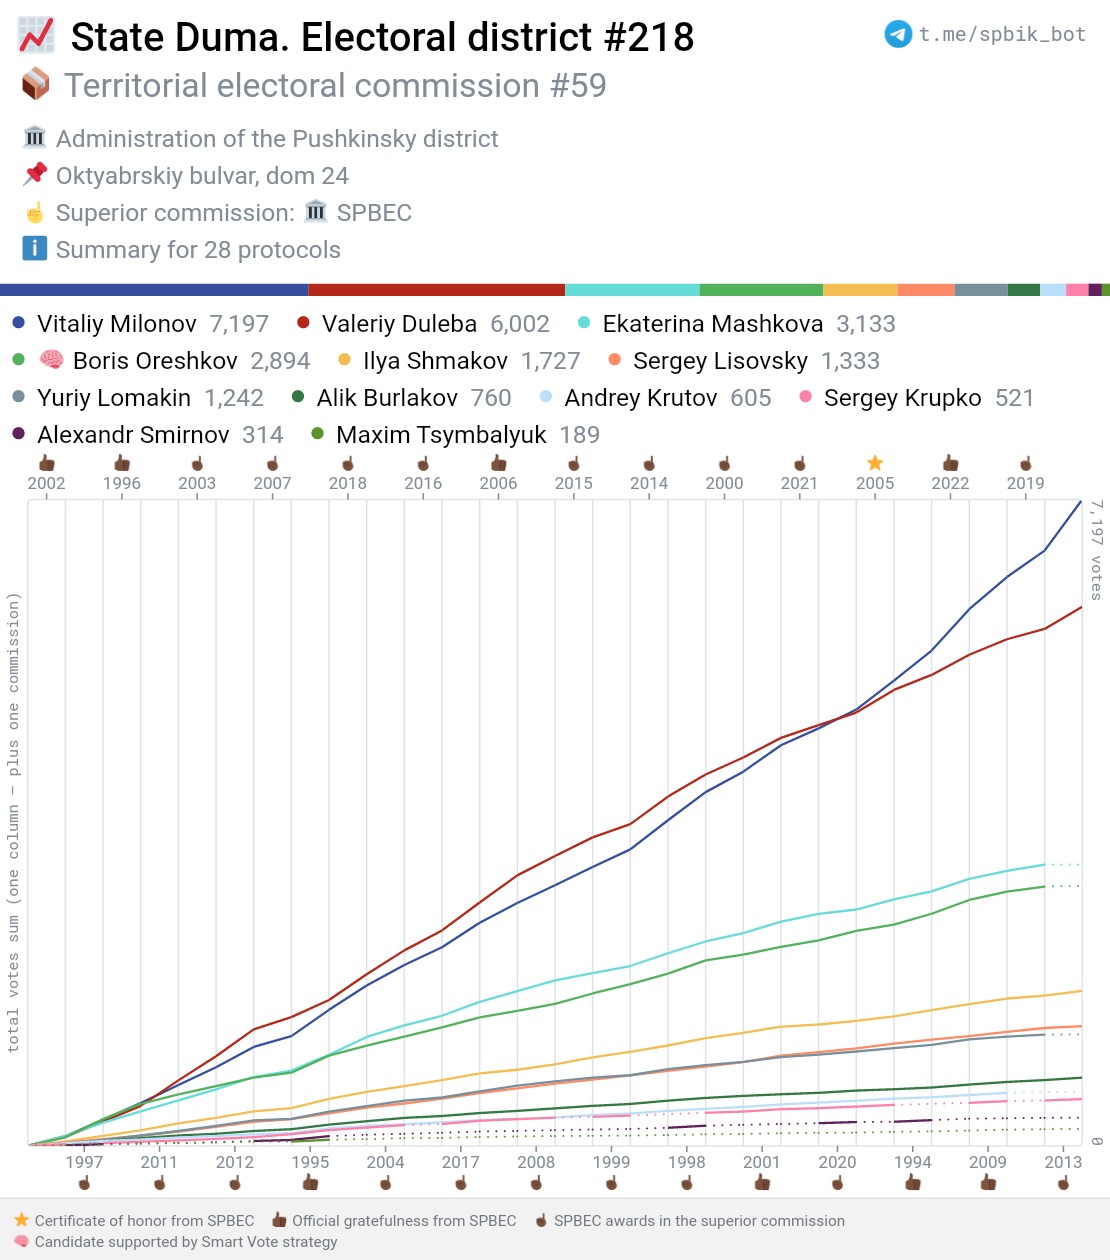 State Duma. Electoral district #218
t.me/spbik_bot
Territorial electoral commission #59
Administration of the Pushkinsky district
Oktyabrskiy bulvar, dom 24
Superior commission: SPBEC
Summary for 28 protocols
Vitaliy Milonov 7,197 Valeriy Duleba 6,002 Ekaterina Mashkova 3,133
Boris Oreshkov 2,894 Ilya Shmakov 1,727 Sergey Lisovsky 1,333
Yuriy Lomakin 1,242 Alik Burlakov 760 Andrey Krutov 605 Sergey Krupko 521
Alexandr Smirnov 314 Maxim Tsymbalyuk 189
2002 1996 2003 2007 2018 2016 2006 2015 2014 2000 2021 2005 2022 2019
7,197 votes
total votes sum (one column – plus one commission)
0
1997 2011 2012 1995 2004 2017 2008 1999 1998 2001 2020 1994 2009 2013
Certificate of honor from SPBEC Official gratefulness from SPBEC SPBEC awards in the superior commission
Candidate supported by Smart Vote strategy